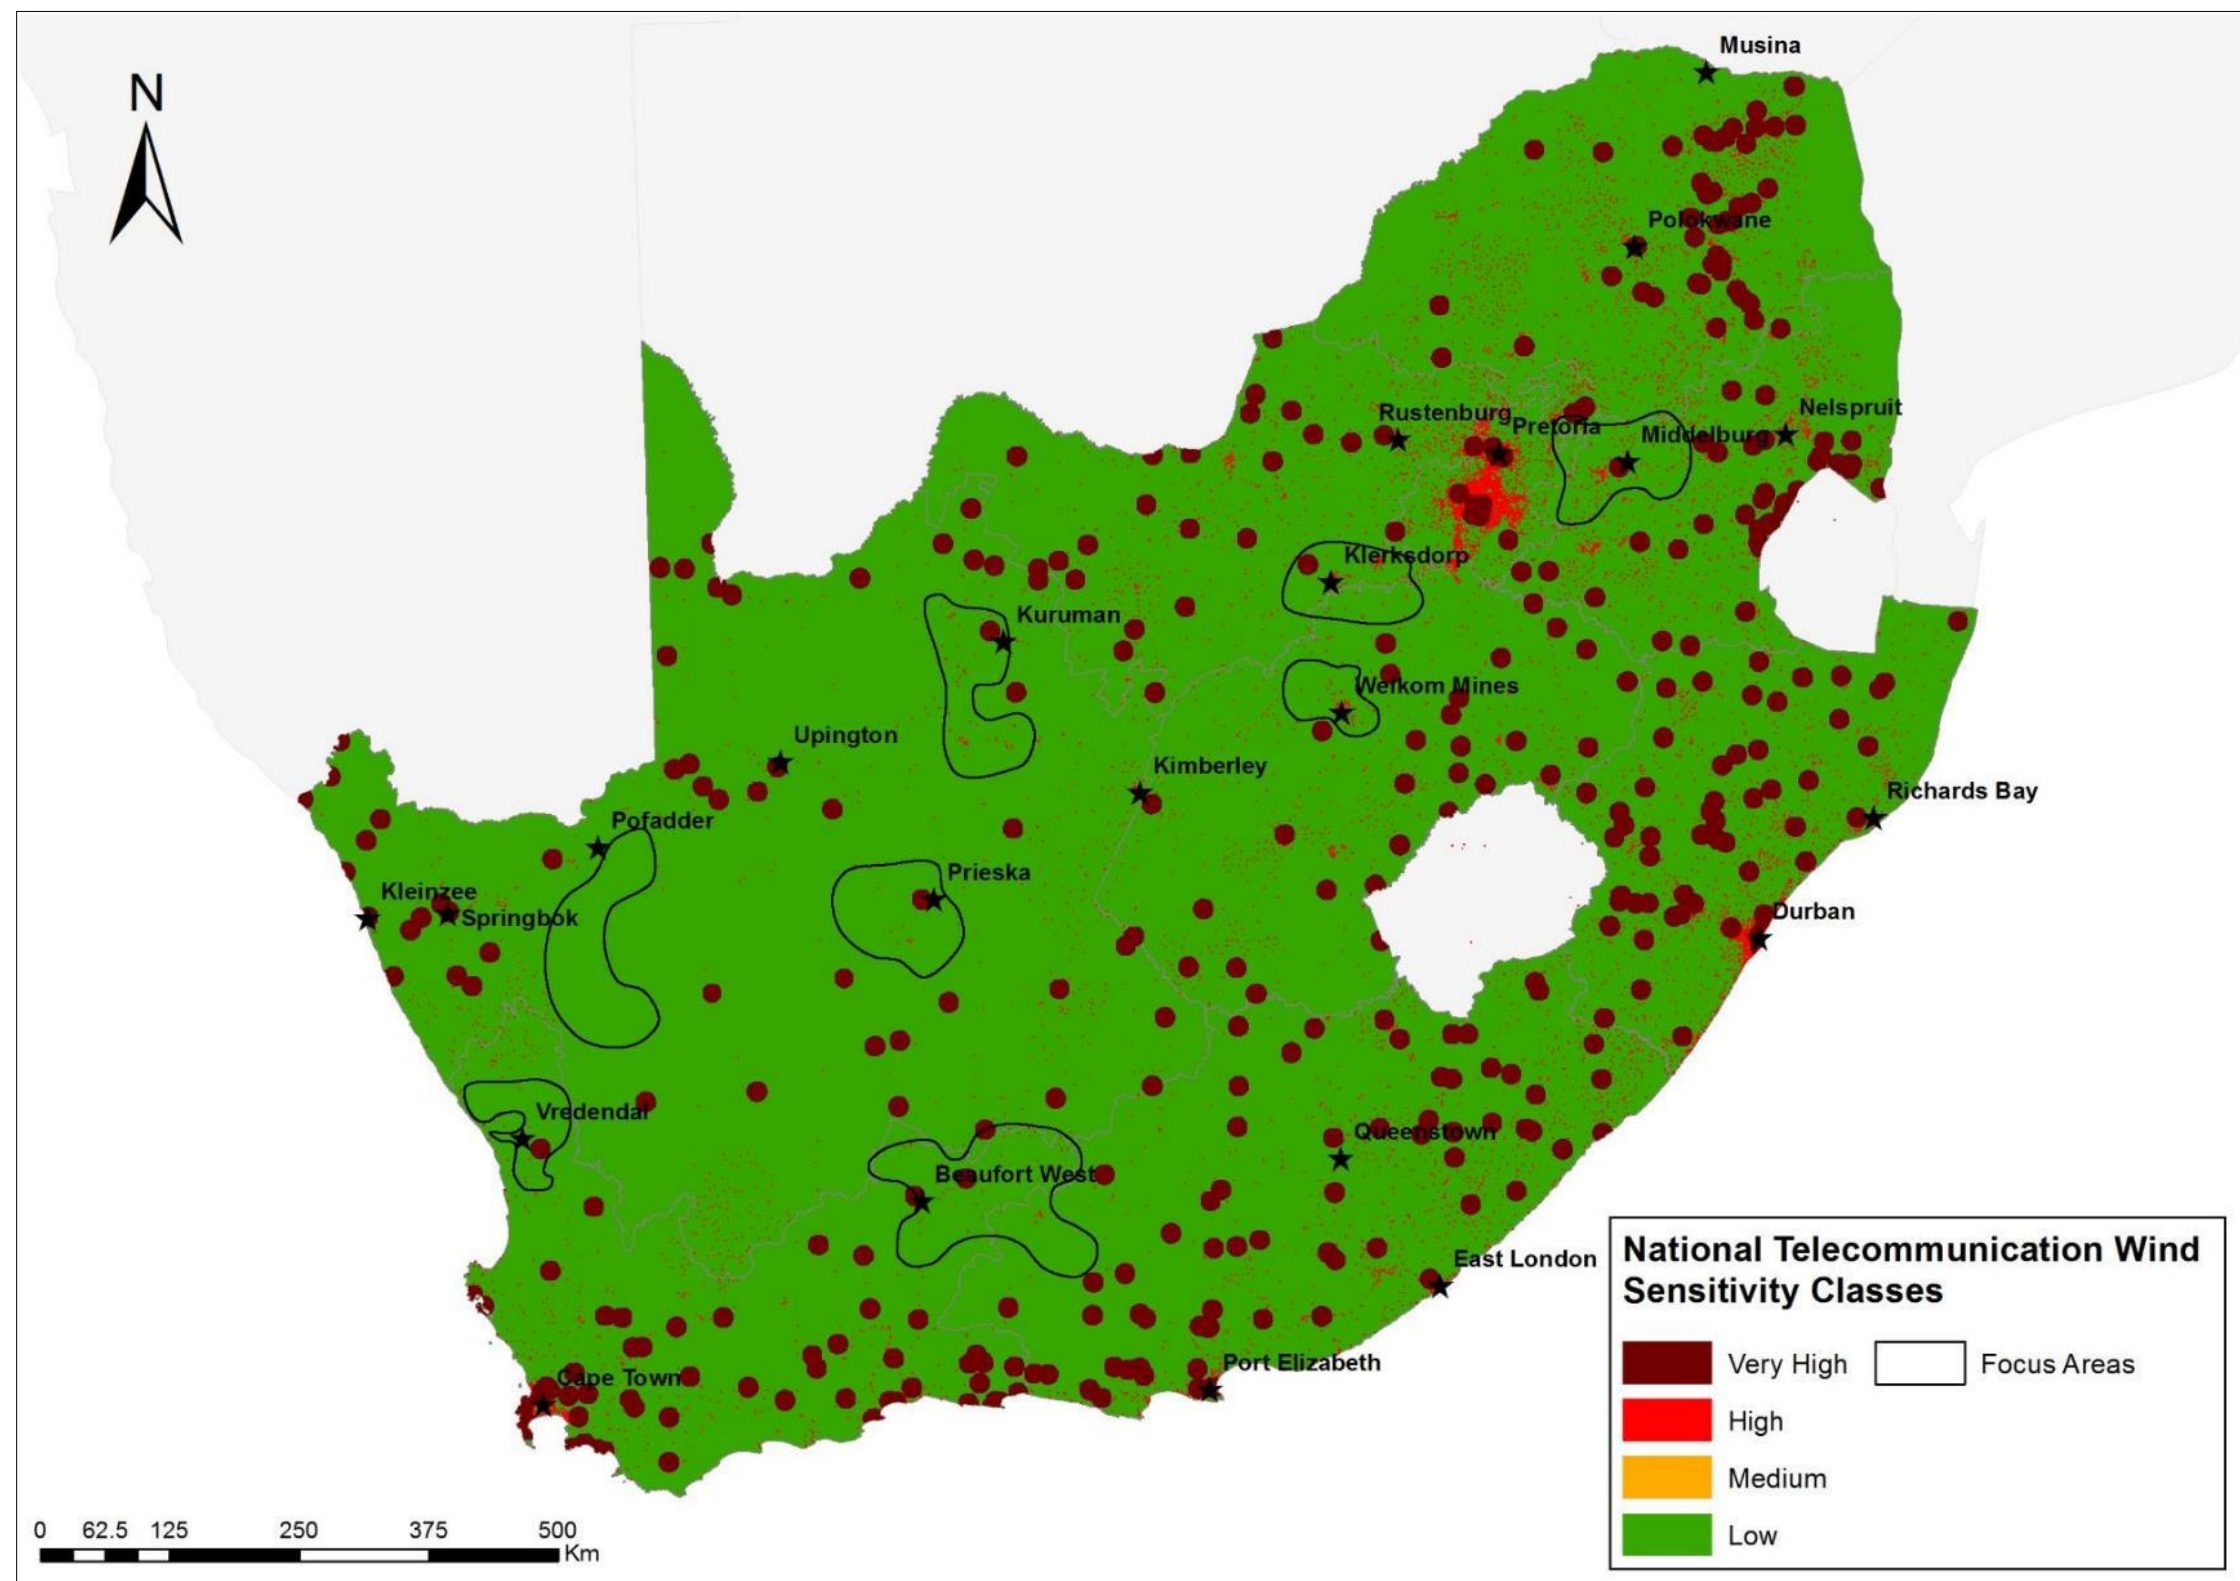 N
Musina
Polokwane
Nelspruit
Rustenburg
Pretoria
Middelburg
Klerksdorp
Kuruman
Welkom Mines
Upington
Kimberley
Richards Bay
Pofadder
Prieska
Kleinzee
Springbok
Durban
Vredendal
Queenstown
Beaufort West
East London
Port Elizabeth
Cape Town
National Telecommunication Wind
Sensitivity Classes
Very High
Focus Areas
High
Medium
Low
0 62.5 125 250 375 500
Km